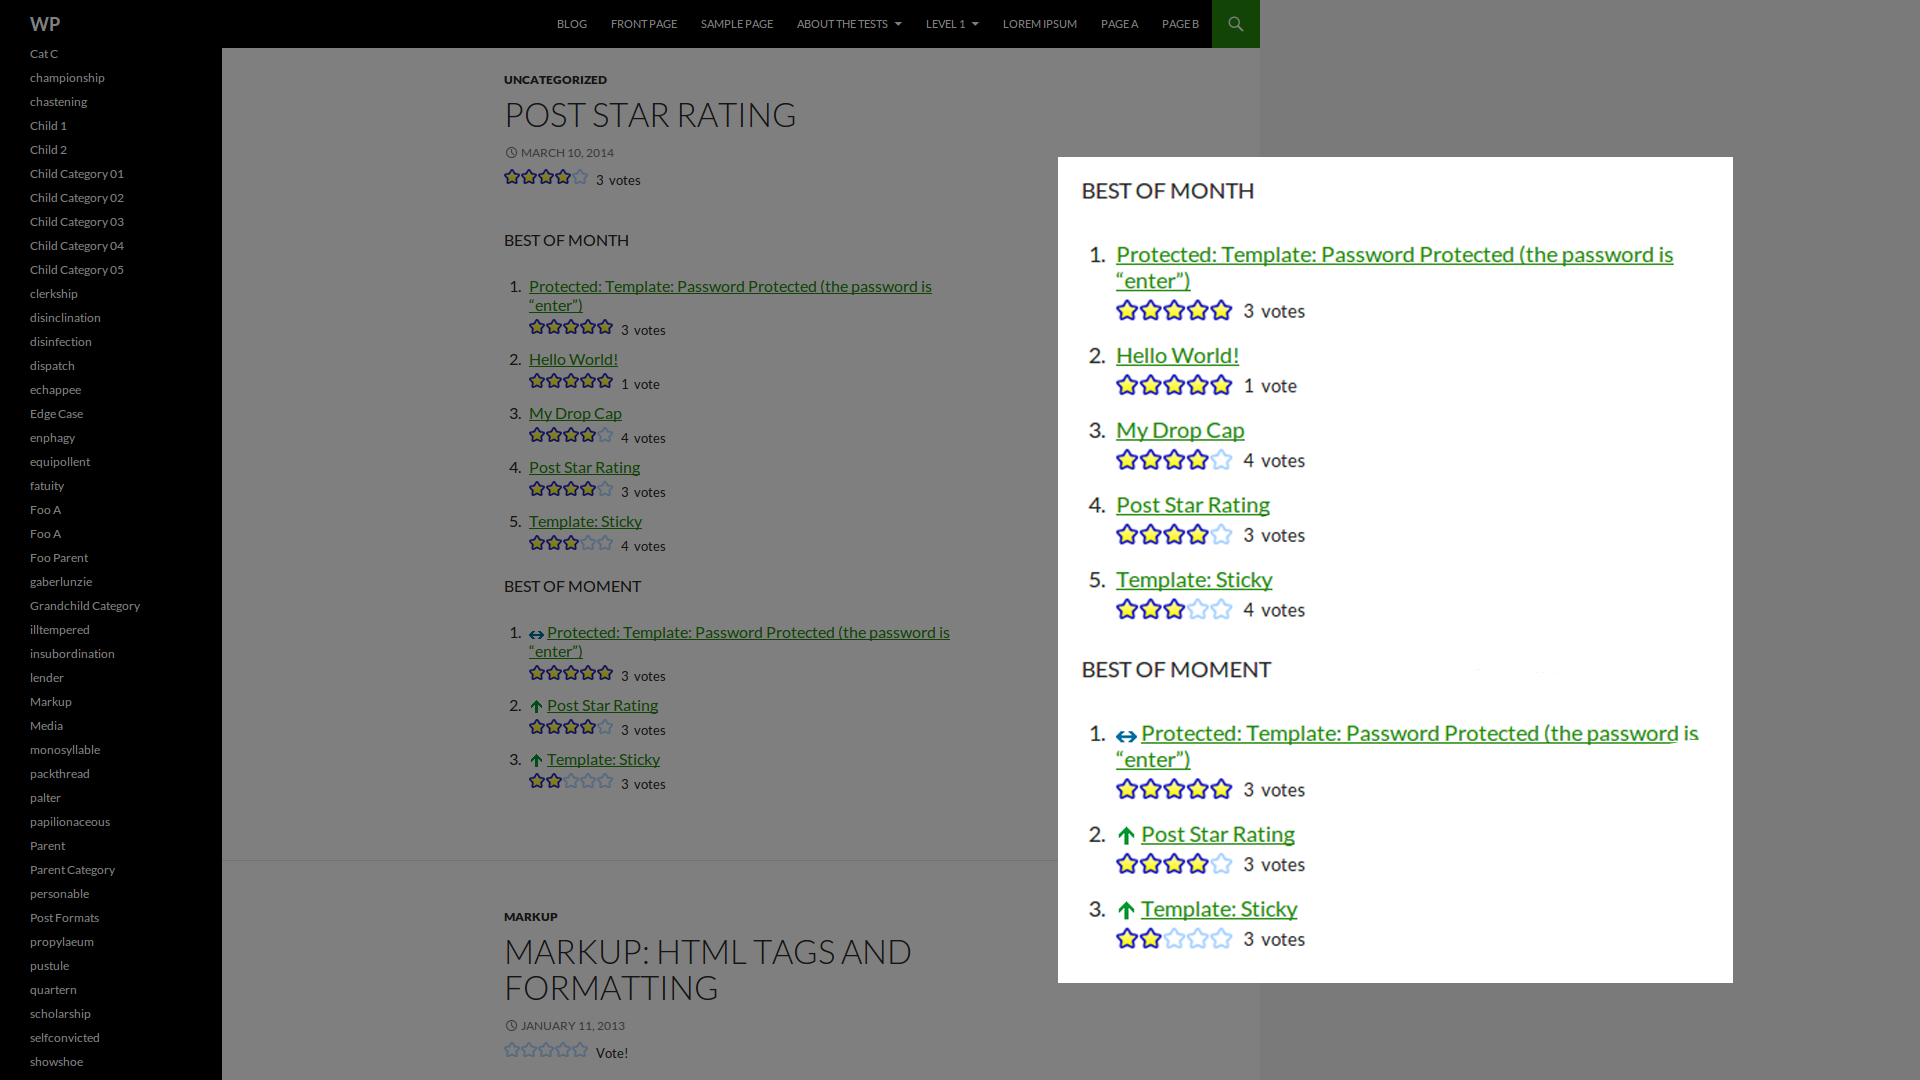 WP
BLOG FRONT PAGE SAMPLE PAGE ABOUT THE TESTS LEVEL 1 LOREM IPSUM PAGE A PAGE B
Cat C
championship
chastening
Child 1
Child 2
Child Category 01
Child Category 02
Child Category 03
Child Category 04
Child Category 05
clerkship
disinclination
disinfection
dispatch
echappee
Edge Case
enphagy
equipollent
fatuity
Foo A
Foo A
Foo Parent
gaberlunzie
Grandchild Category
illtempered
insubordination
lender
Markup
Media
monosyllable
packthread
palter
papilionaceous
Parent
Parent Category
personable
Post Formats
propylaeum
pustule
quartern
scholarship
selfconvicted
showshoe
UNCATEGORIZED
POST STAR RATING
MARCH 10, 2014
3 votes
BEST OF MONTH
1. Protected: Template: Password Protected (the password is
“enter”)
3 votes
2. Hello World!
1 vote
3. My Drop Cap
4 votes
4. Post Star Rating
3 votes
5. Template: Sticky
4 votes
BEST OF MOMENT
1. Protected: Template: Password Protected (the password is
“enter”)
3 votes
2. Post Star Rating
3 votes
3. Template: Sticky
3 votes
MARKUP
MARKUP: HTML TAGS AND
FORMATTING
JANUARY 11, 2013
Vote!
BEST OF MONTH
1. Protected: Template: Password Protected (the password is
“enter”)
3 votes
2. Hello World!
1 vote
3. My Drop Cap
4 votes
4. Post Star Rating
3 votes
5. Template: Sticky
4 votes
BEST OF MOMENT
1. Protected: Template: Password Protected (the password is
“enter”)
3 votes
2. Post Star Rating
3 votes
3. Template: Sticky
3 votes